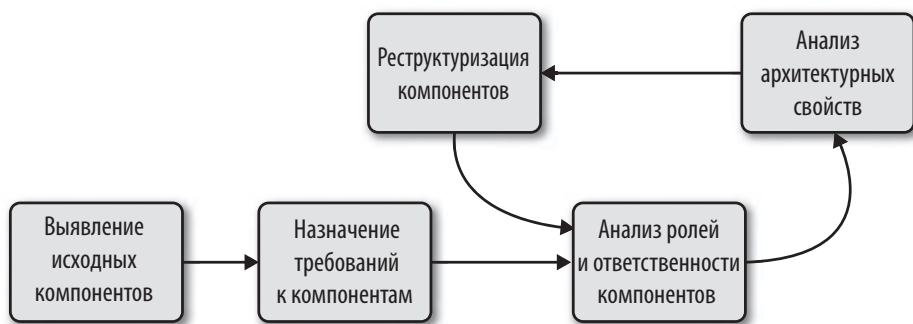 Реструктуризация
компонентов
Анализ
архитектурных
свойств
Выявление
исходных
компонентов
Назначение
требований
к компонентам
Анализ ролей
и ответственности
компонентов